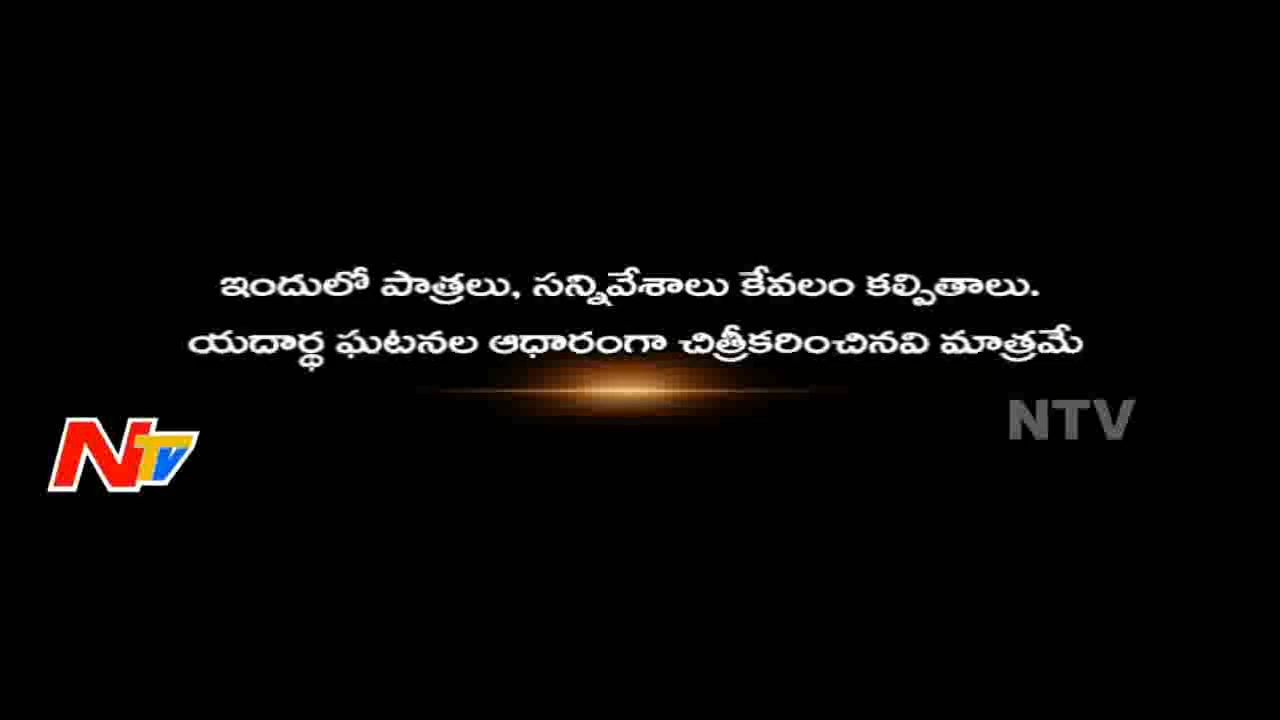 ఇందులో పాత్రలు, సన్నివేశాలు కేవలం కల్పితాలు.
యదార్థ ఘటనల ఆధారంగా చిత్రీకరించినవి మాత్రమే
NTV
NTV